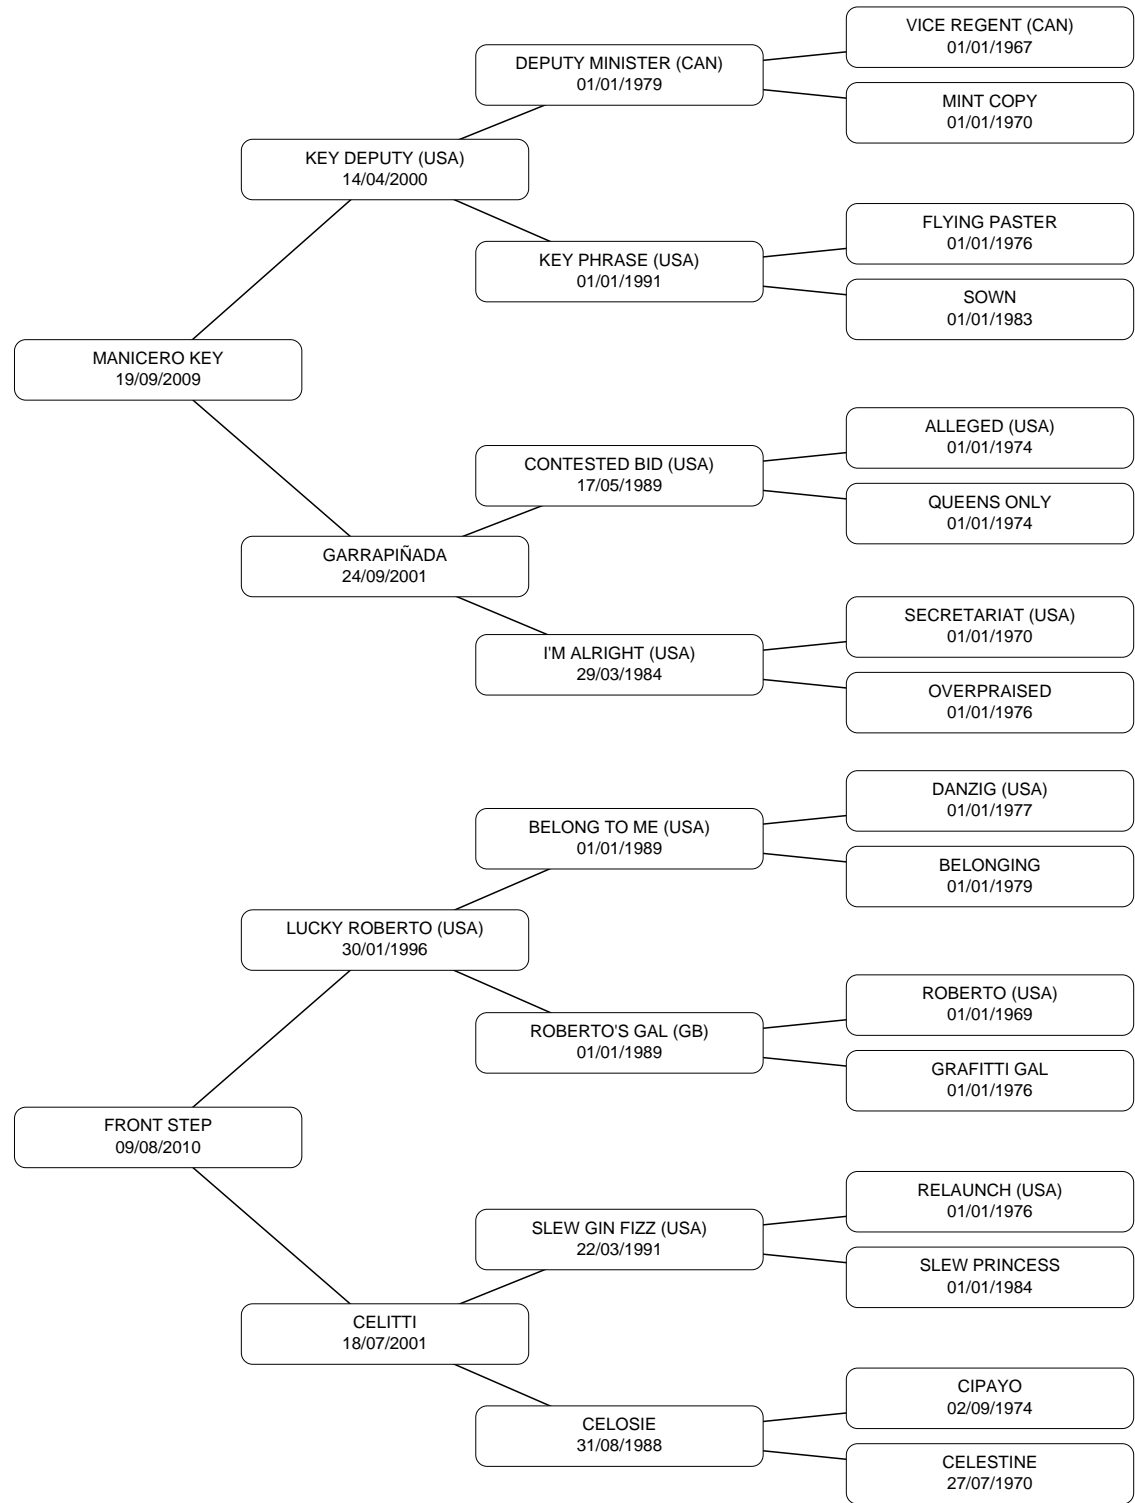 VICE REGENT (CAN)
01/01/1967
DEPUTY MINISTER (CAN)
01/01/1979
MINT COPY
01/01/1970
KEY DEPUTY (USA)
14/04/2000
FLYING PASTER
01/01/1976
KEY PHRASE (USA)
01/01/1991
SOWN
01/01/1983
MANICERO KEY
19/09/2009
ALLEGED (USA)
01/01/1974
CONTESTED BID (USA)
17/05/1989
QUEENS ONLY
01/01/1974
GARRAPIÑADA
24/09/2001
SECRETARIAT (USA)
01/01/1970
I'M ALRIGHT (USA)
29/03/1984
OVERPRAISED
01/01/1976
DANZIG (USA)
01/01/1977
BELONG TO ME (USA)
01/01/1989
BELONGING
01/01/1979
LUCKY ROBERTO (USA)
30/01/1996
ROBERTO (USA)
01/01/1969
ROBERTO'S GAL (GB)
01/01/1989
GRAFITTI GAL
01/01/1976
FRONT STEP
09/08/2010
RELAUNCH (USA)
01/01/1976
SLEW GIN FIZZ (USA)
22/03/1991
SLEW PRINCESS
01/01/1984
CELITTI
18/07/2001
CIPAYO
02/09/1974
CELOSIE
31/08/1988
CELESTINE
27/07/1970